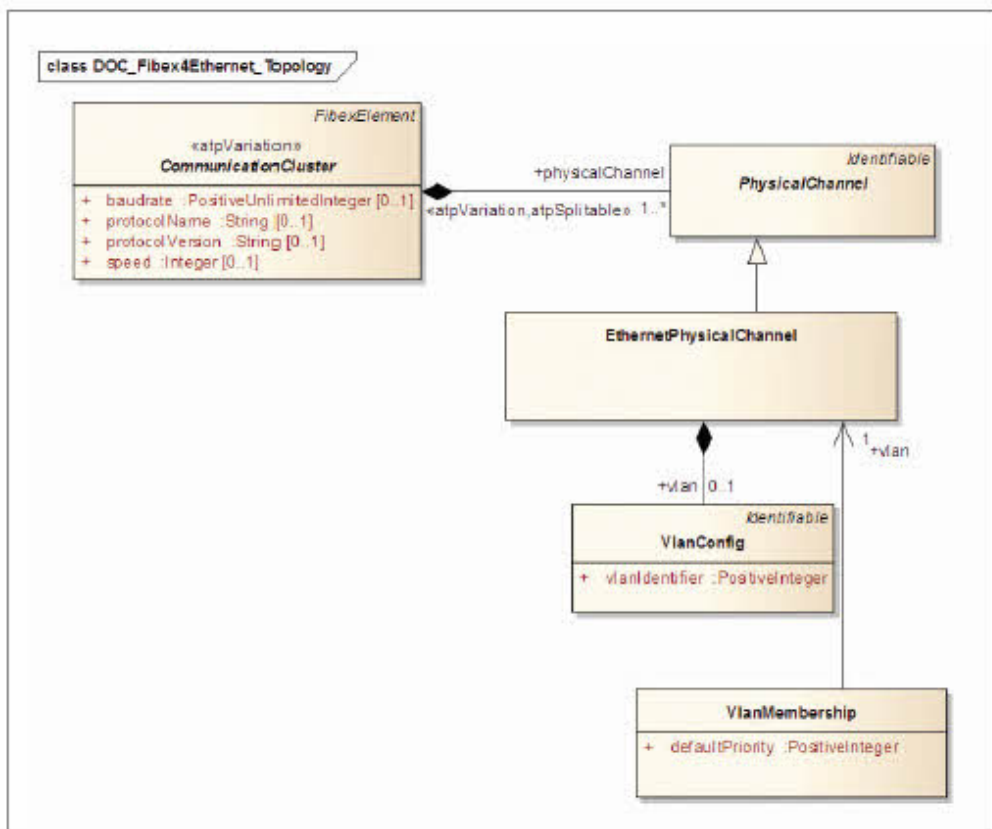 class DOC_Fibex4Ethernet_Topology
FibexElement
«atpVariation»
CommunicationCluster
+ baudrate :PositiveUnlimitedInteger [0..1]
+ protocolName :String [0..1]
+ protocolVersion :String [0..1]
+ speed :Integer [0..1]
+physicalChannel
«atpVariation,atpSplitable» 1..*
Identifiable
PhysicalChannel
EthernetPhysicalChannel
1
+vlan
+vlan 0..1
Identifiable
VlanConfig
+ vlanIdentifier :PositiveInteger
VlanMembership
+ defaultPriority :PositiveInteger